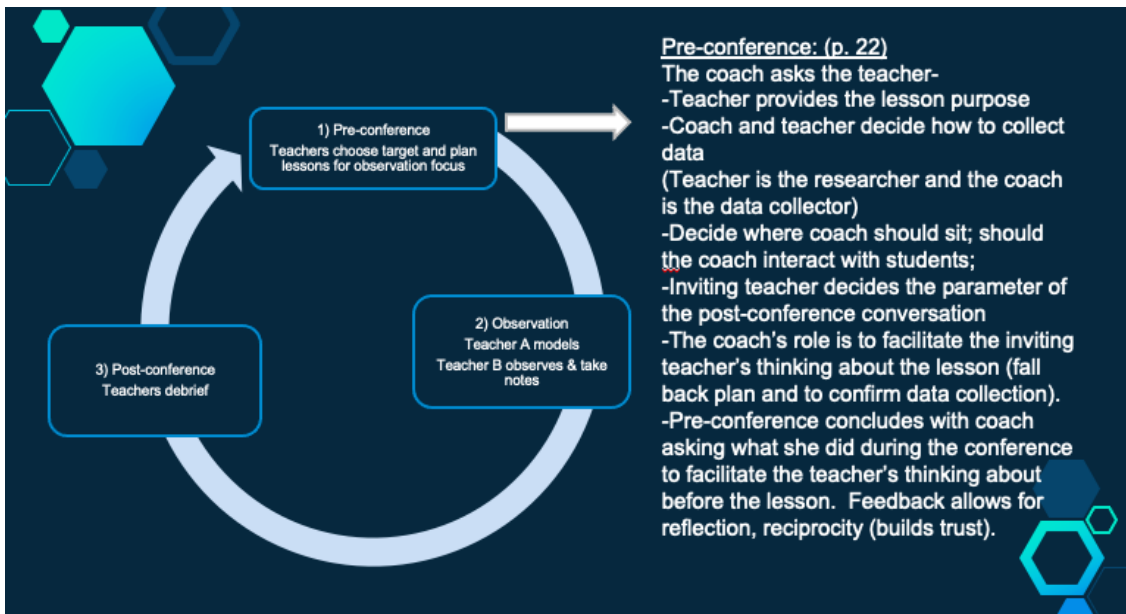 1) Pre-conference
Teachers choose target and plan
lessons for observation focus
2) Observation
Teacher A models
Teacher B observes & take
notes
3) Post-conference
Teachers debrief
Pre-conference: (p. 22)
The coach asks the teacher-
-Teacher provides the lesson purpose
-Coach and teacher decide how to collect
data
(Teacher is the researcher and the coach
is the data collector)
-Decide where coach should sit; should
the coach interact with students;
-Inviting teacher decides the parameter of
the post-conference conversation
-The coach's role is to facilitate the inviting
teacher's thinking about the lesson (fall
back plan and to confirm data collection).
-Pre-conference concludes with coach
asking what she did during the conference
to facilitate the teacher's thinking about
before the lesson.  Feedback allows for
reflection, reciprocity (builds trust).